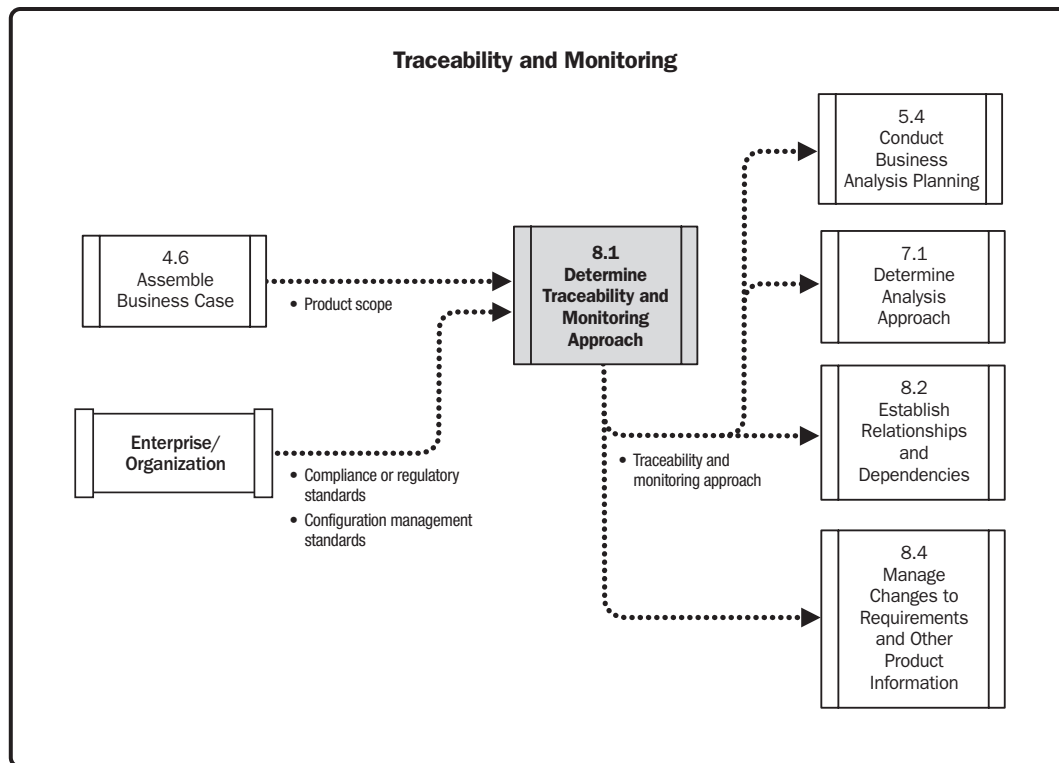 Traceability and Monitoring
4.6
Assemble
Business Case
• Product scope
Enterprise/
Organization
• Compliance or regulatory
standards
• Configuration management
standards
8.1
Determine
Traceability and
Monitoring
Approach
• Traceability and
monitoring approach
5.4
Conduct
Business
Analysis Planning
7.1
Determine
Analysis
Approach
8.2
Establish
Relationships
and
Dependencies
8.4
Manage
Changes to
Requirements
and Other
Product
Information